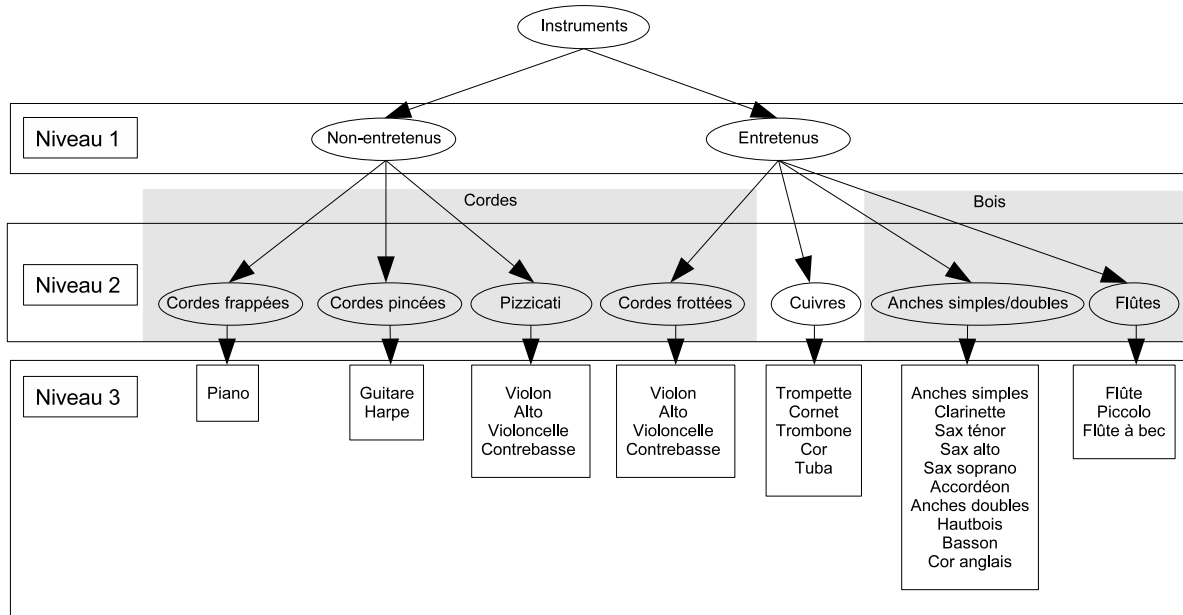 Instruments
Niveau 1
Non-entretenus
Entretenus
Cordes
Bois
Niveau 2
Cordes frappées
Cordes pincées
Pizzicati
Cordes frottées
Cuivres
Anches simples/doubles
Flûtes
Niveau 3
Piano
Guitare
Harpe
Violon
Alto
Violoncelle
Contrebasse
Violon
Alto
Violoncelle
Contrebasse
Trompette
Cornet
Trombone
Cor
Tuba
Anches simples
Clarinette
Sax ténor
Sax alto
Sax soprano
Accordéon
Anches doubles
Hautbois
Basson
Cor anglais
Flûte
Piccolo
Flûte à bec